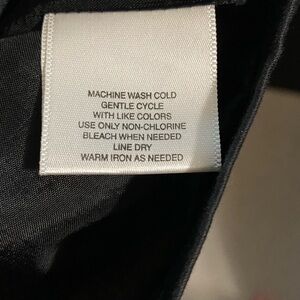 MACHINE WASH COLD
GENTLE CYCLE
WITH LIKE COLORS
USE ONLY NON-CHLORINE
BLEACH WHEN NEEDED
LINE DRY
WARM IRON AS NEEDED